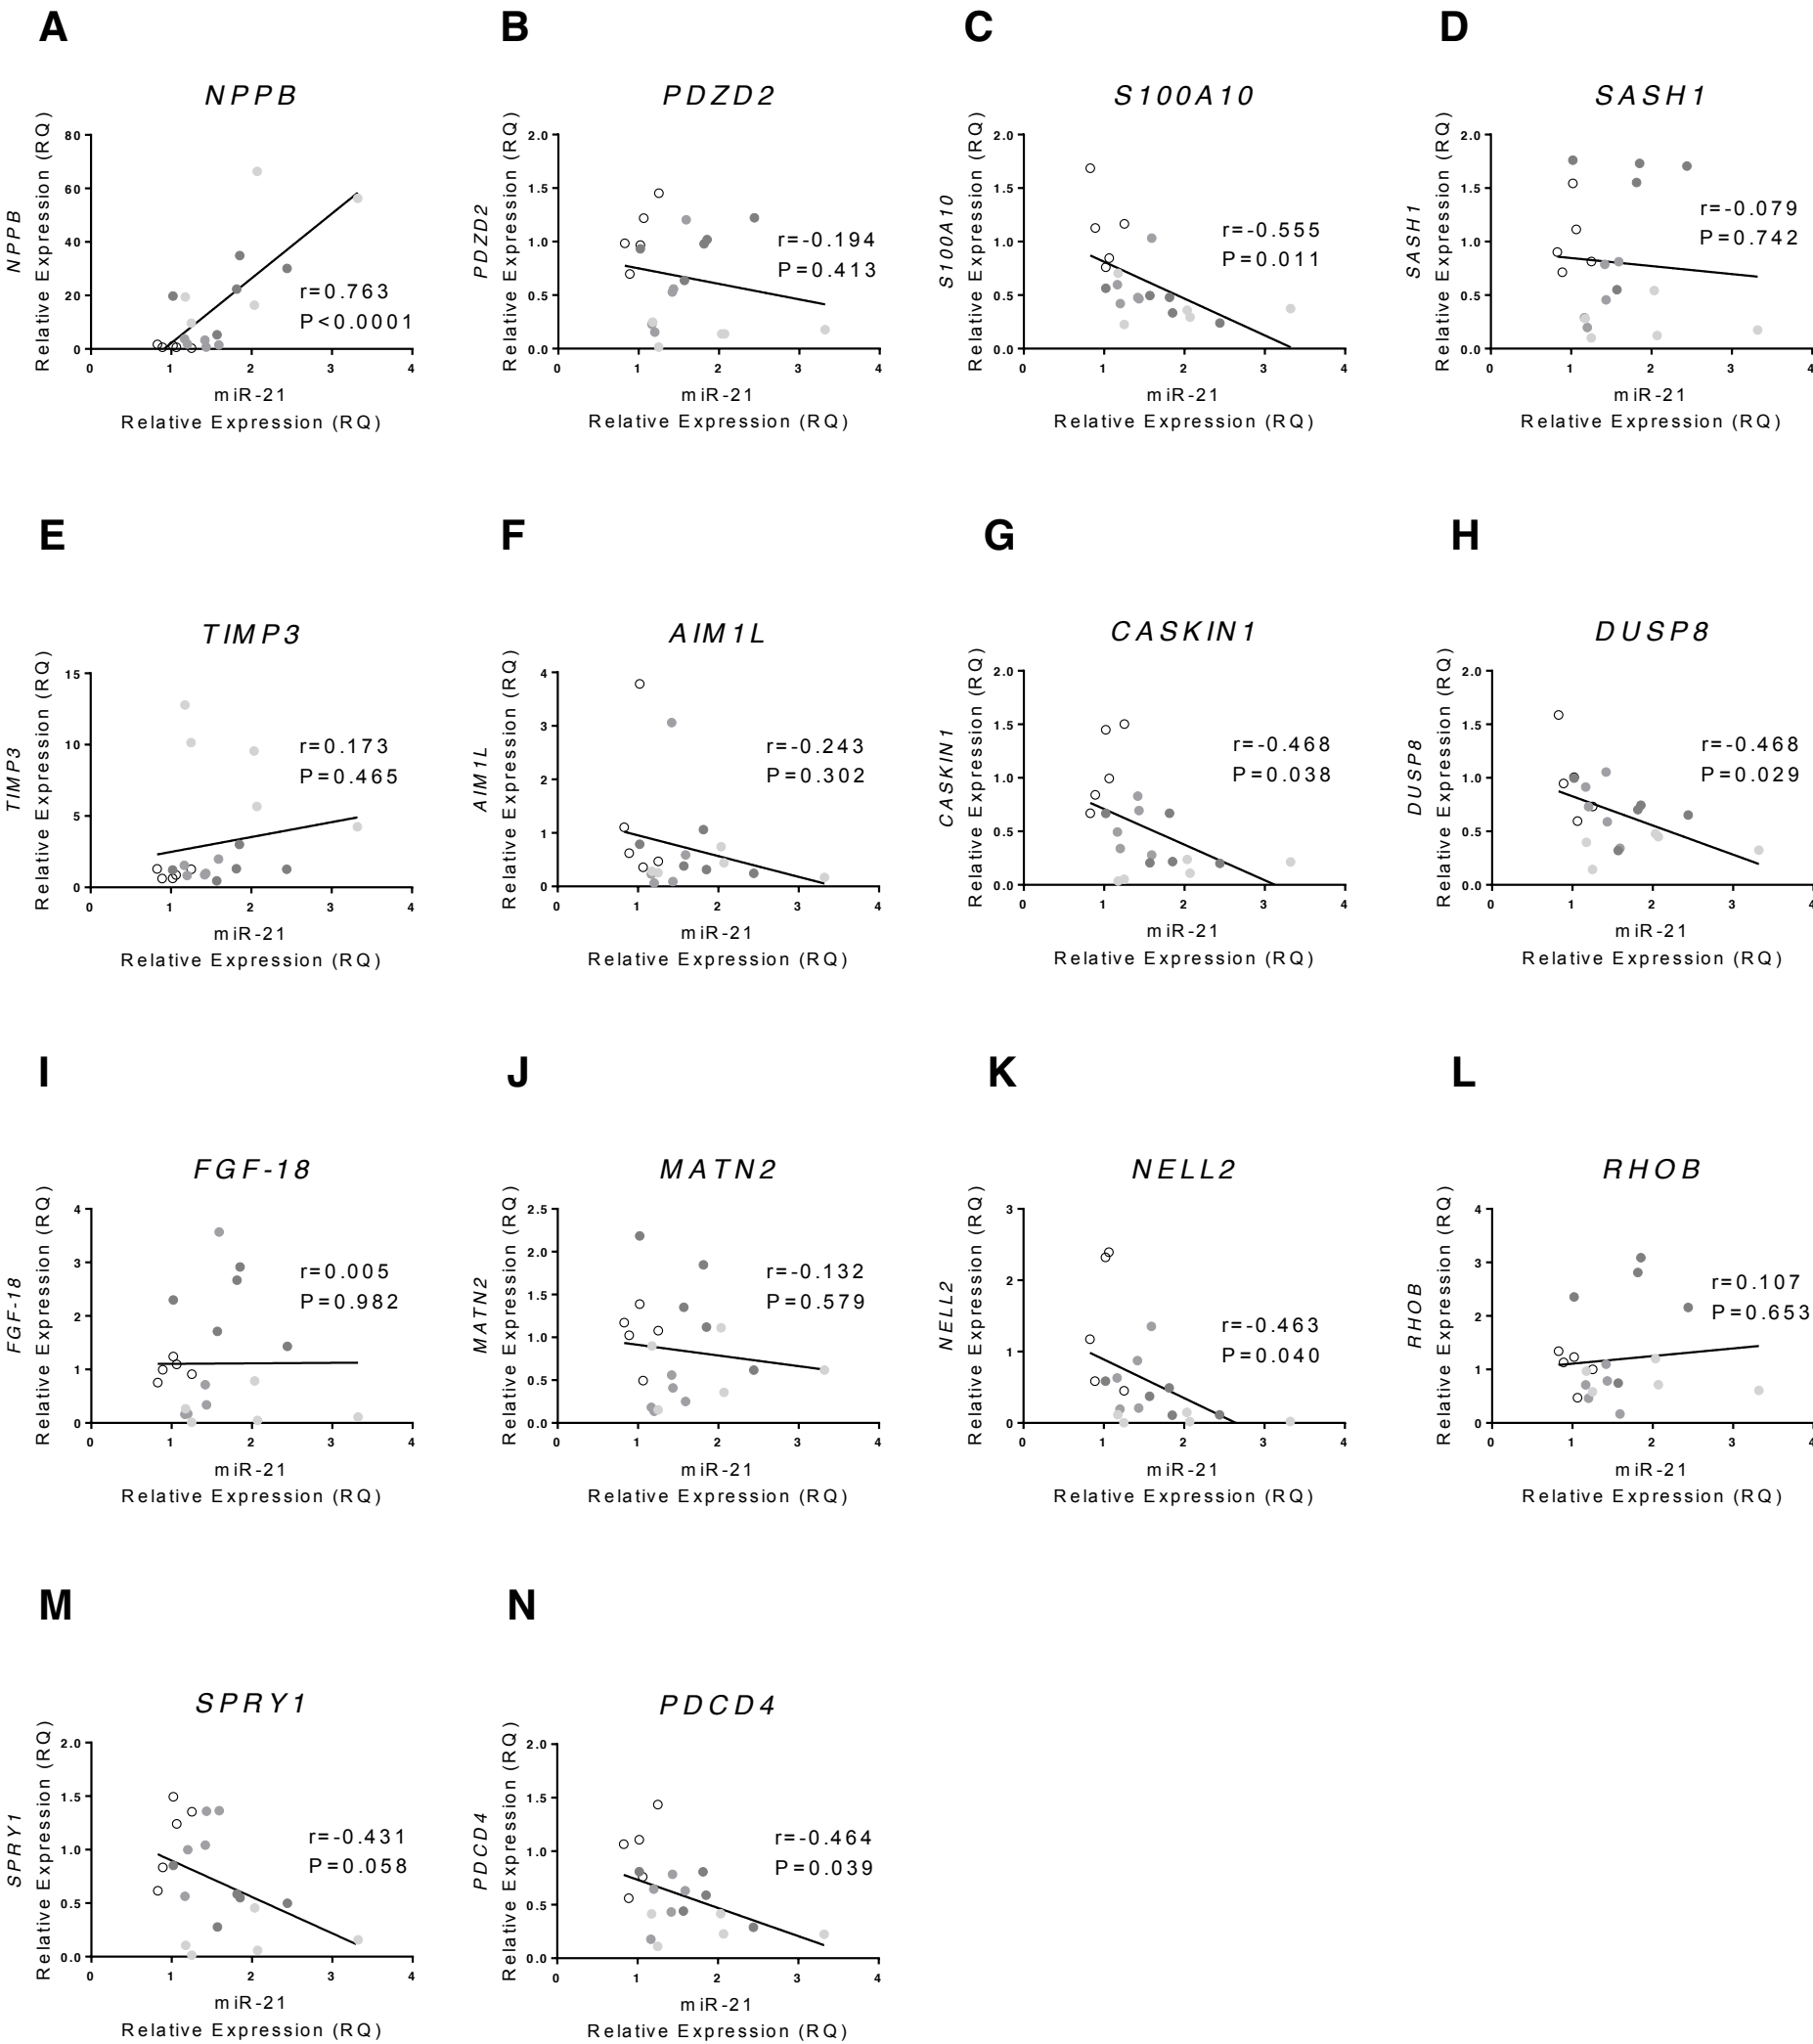 A
NPPB
NPPB
Relative Expression (RQ)
80
60
40
20
0
0 1 2 3 4
r=0.763
P<0.0001
miR-21
Relative Expression (RQ)
B
PDZD2
PDZD2
Relative Expression (RQ)
2.0
1.5
1.0
0.5
0.0
0 1 2 3 4
r=-0.194
P=0.413
miR-21
Relative Expression (RQ)
C
S100A10
S100A10
Relative Expression (RQ)
2.0
1.5
1.0
0.5
0.0
0 1 2 3 4
r=-0.555
P=0.011
miR-21
Relative Expression (RQ)
D
SASH1
SASH1
Relative Expression (RQ)
2.0
1.5
1.0
0.5
0.0
0 1 2 3 4
r=-0.079
P=0.742
miR-21
Relative Expression (RQ)
E
TIMP3
TIMP3
Relative Expression (RQ)
15
10
5
0
0 1 2 3 4
r=0.173
P=0.465
miR-21
Relative Expression (RQ)
F
AIM1L
AIM1L
Relative Expression (RQ)
4
3
2
1
0
0 1 2 3 4
r=-0.243
P=0.302
miR-21
Relative Expression (RQ)
G
CASKIN1
CASKIN1
Relative Expression (RQ)
2.0
1.5
1.0
0.5
0.0
0 1 2 3 4
r=-0.468
P=0.038
miR-21
Relative Expression (RQ)
H
DUSP8
DUSP8
Relative Expression (RQ)
2.0
1.5
1.0
0.5
0.0
0 1 2 3 4
r=-0.468
P=0.029
miR-21
Relative Expression (RQ)
I
FGF-18
FGF-18
Relative Expression (RQ)
4
3
2
1
0
0 1 2 3 4
r=0.005
P=0.982
miR-21
Relative Expression (RQ)
J
MATN2
MATN2
Relative Expression (RQ)
2.5
2.0
1.5
1.0
0.5
0.0
0 1 2 3 4
r=-0.132
P=0.579
miR-21
Relative Expression (RQ)
K
NELL2
NELL2
Relative Expression (RQ)
3
2
1
0
0 1 2 3 4
r=-0.463
P=0.040
miR-21
Relative Expression (RQ)
L
RHOB
RHOB
Relative Expression (RQ)
4
3
2
1
0
0 1 2 3 4
r=0.107
P=0.653
miR-21
Relative Expression (RQ)
M
SPRY1
SPRY1
Relative Expression (RQ)
2.0
1.5
1.0
0.5
0.0
0 1 2 3 4
r=-0.431
P=0.058
miR-21
Relative Expression (RQ)
N
PDCD4
PDCD4
Relative Expression (RQ)
2.0
1.5
1.0
0.5
0.0
0 1 2 3 4
r=-0.464
P=0.039
miR-21
Relative Expression (RQ)